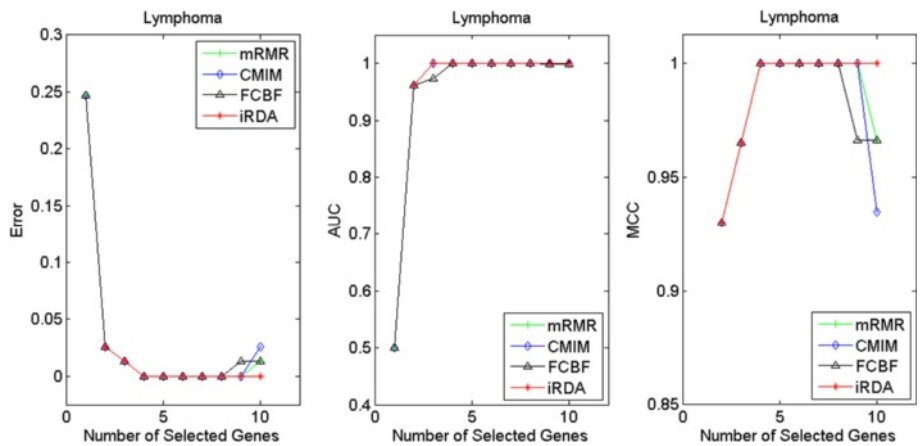 Lymphoma
0.3
0.25
0.2
0.15
0.1
0.05
0
Error
0 5 10
Number of Selected Genes
mRMR
CMIM
FCBF
iRDA
Lymphoma
1
0.9
0.8
0.7
0.6
0.5
0.4
AUC
0 5 10
Number of Selected Genes
mRMR
CMIM
FCBF
iRDA
Lymphoma
1
0.95
0.9
0.85
MCC
0 5 10
Number of Selected Genes
mRMR
CMIM
FCBF
iRDA